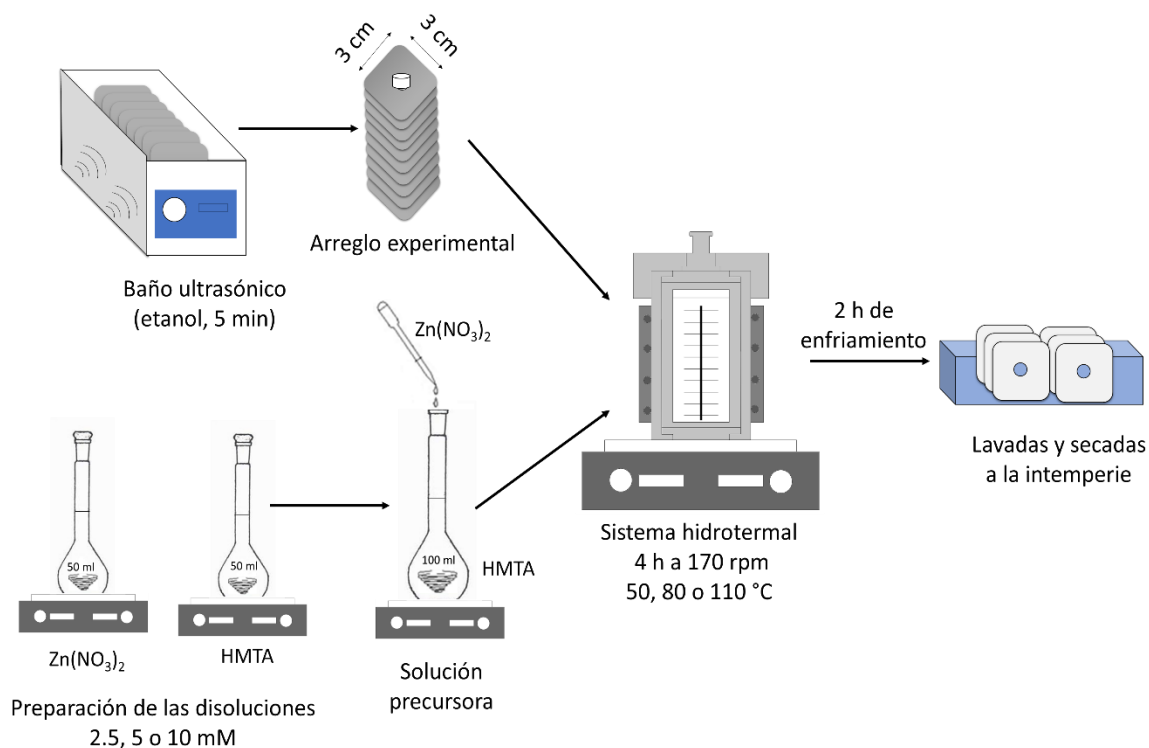 3 cm
3 cm
Baño ultrasónico
(etanol, 5 min)
Arreglo experimental
Zn(NO₃)₂
50 ml
50 ml
100 ml
HMTA
Zn(NO₃)₂
HMTA
Preparación de las disoluciones
2.5, 5 o 10 mM
Solución
precursora
Sistema hidrotermal
4 h a 170 rpm
50, 80 o 110 °C
2 h de
enfriamiento
Lavadas y secadas
a la intemperie